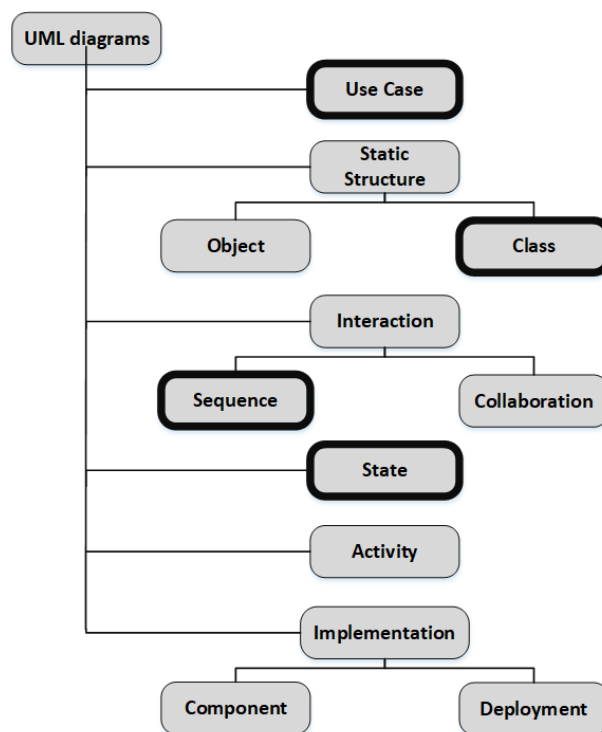 UML diagrams
Use Case
Static
Structure
Object
Class
Interaction
Sequence
Collaboration
State
Activity
Implementation
Component
Deployment